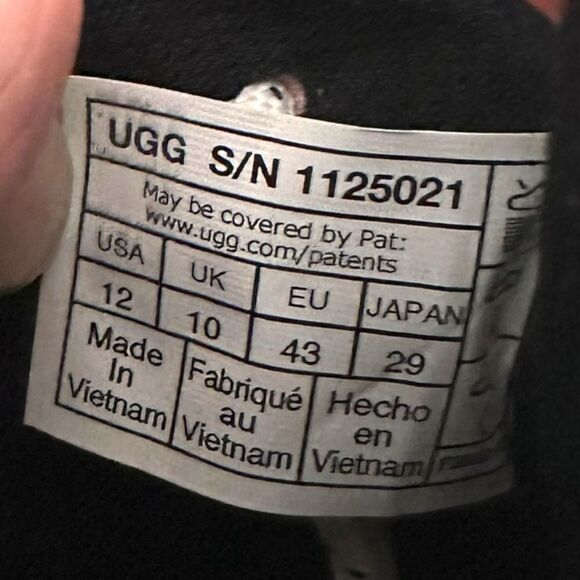 UGG S/N 1125021
May be covered by Pat:
www.ugg.com/patents
USA UK EU JAPAN
12 10 43 29
Made
In
Vietnam
Fabriqué
au
Vietnam
Hecho
en
Vietnam